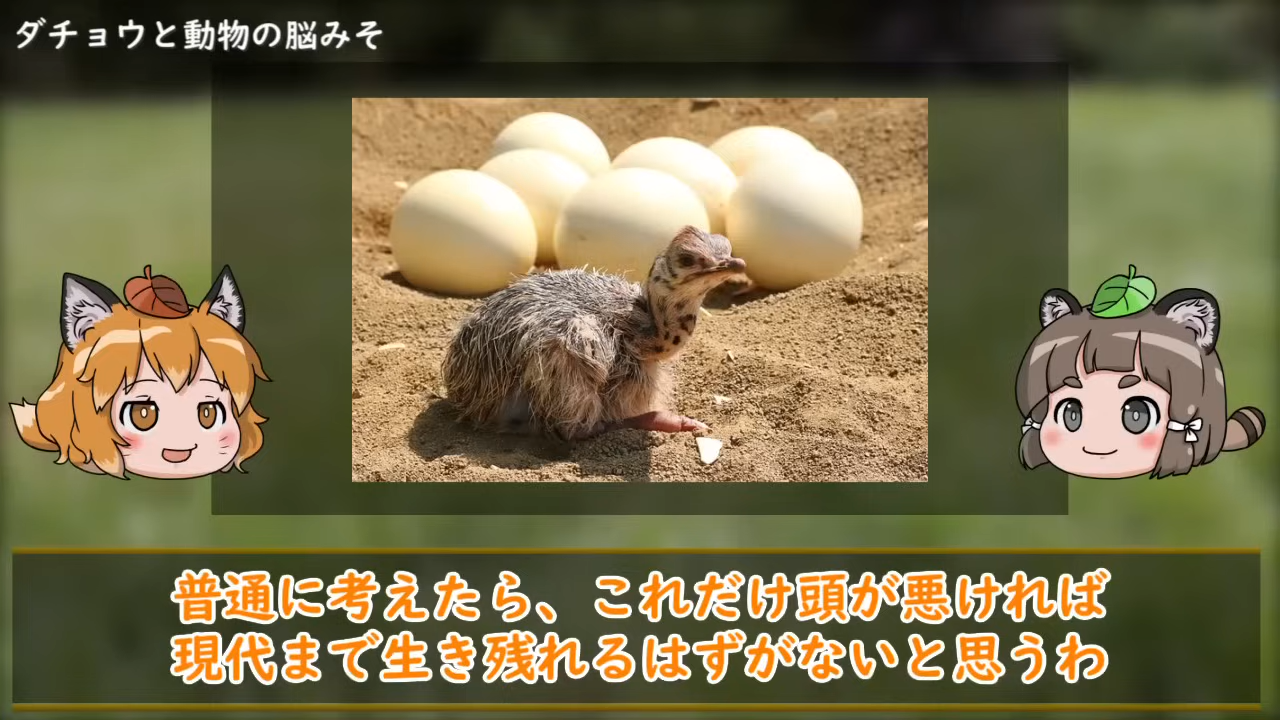 ダチョウと動物の脳みそ
普通に考えたら、これだけ頭が悪ければ
現代まで生き残れるはずがないと思うわ